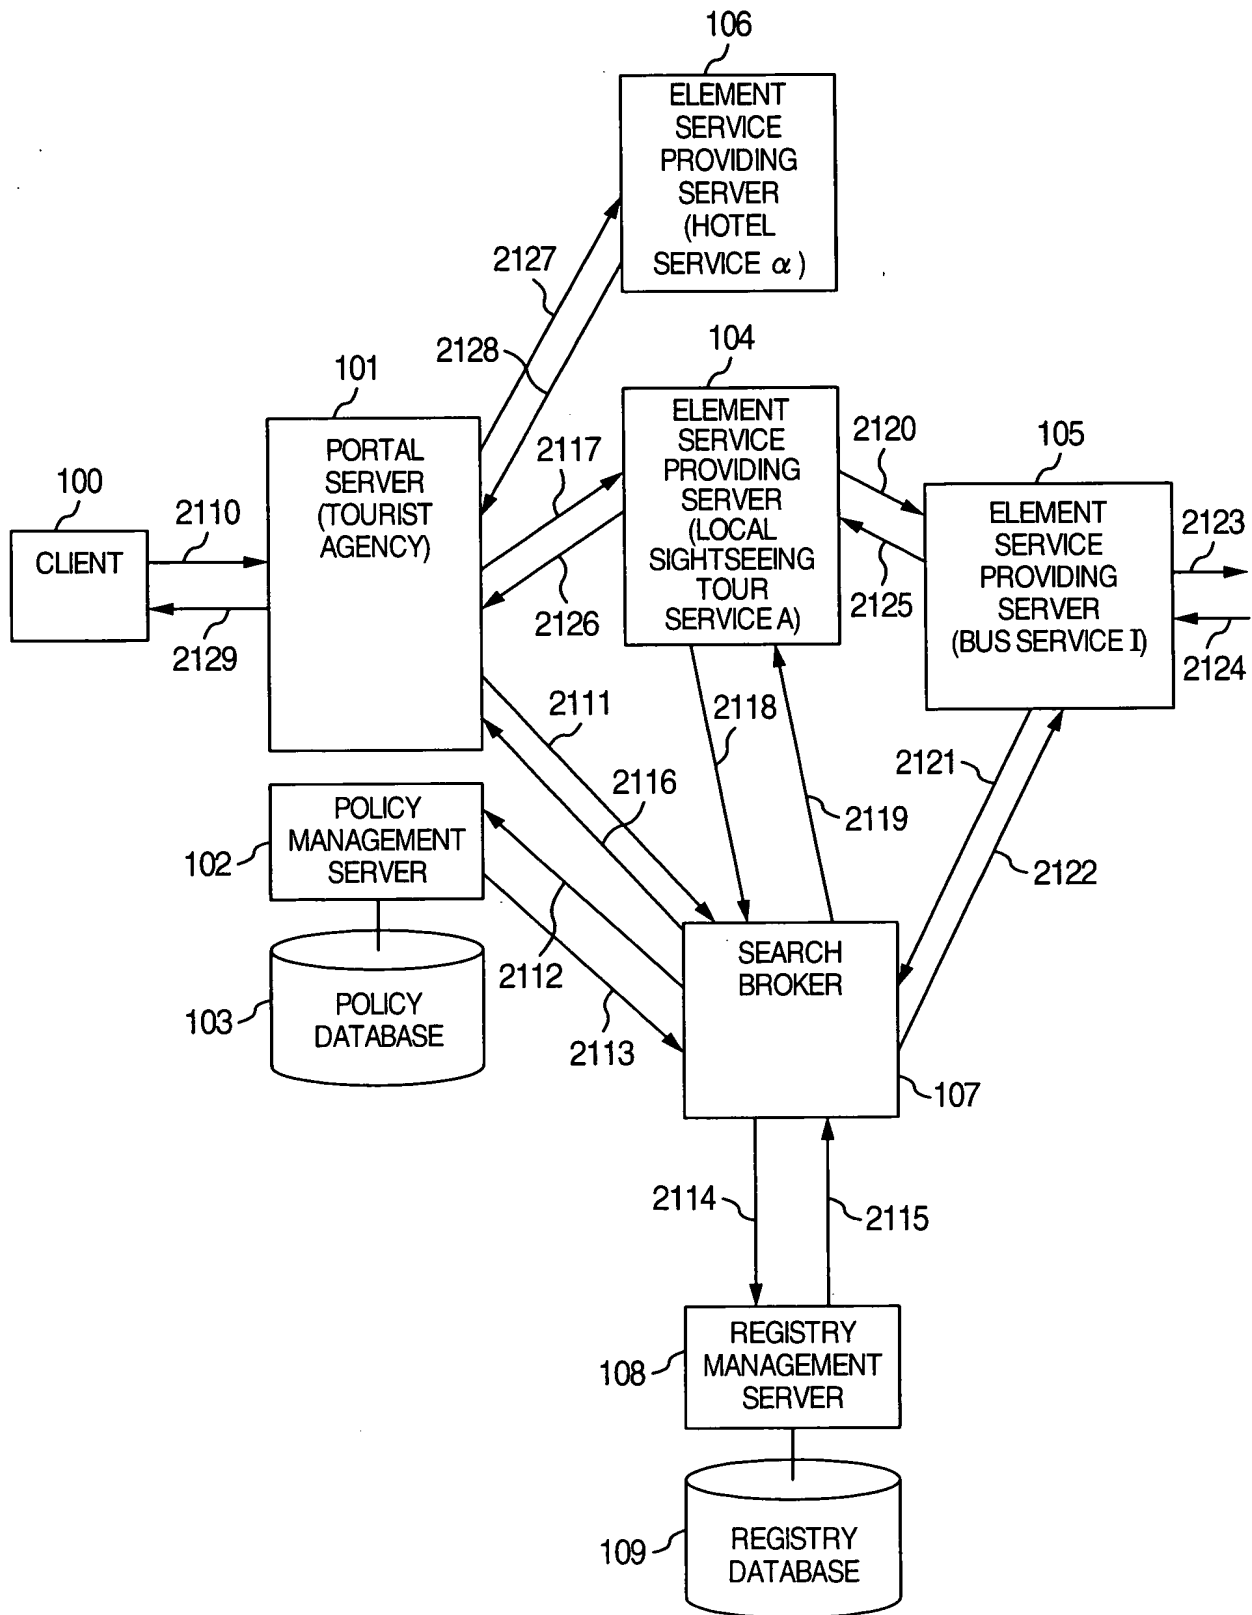 106
ELEMENT
SERVICE
PROVIDING
SERVER
(HOTEL
SERVICE α)
2127
2128
104
ELEMENT
SERVICE
PROVIDING
SERVER
(LOCAL
SIGHTSEEING
TOUR
SERVICE A)
101
PORTAL
SERVER
(TOURIST
AGENCY)
2117
2126
2120
2125
105
ELEMENT
SERVICE
PROVIDING
SERVER
(BUS SERVICE I)
2123
2124
100
CLIENT
2110
2129
2111
2116
2118
2119
2121
2122
102
POLICY
MANAGEMENT
SERVER
2112
2113
103
POLICY
DATABASE
SEARCH
BROKER
107
2114
2115
108
REGISTRY
MANAGEMENT
SERVER
109
REGISTRY
DATABASE